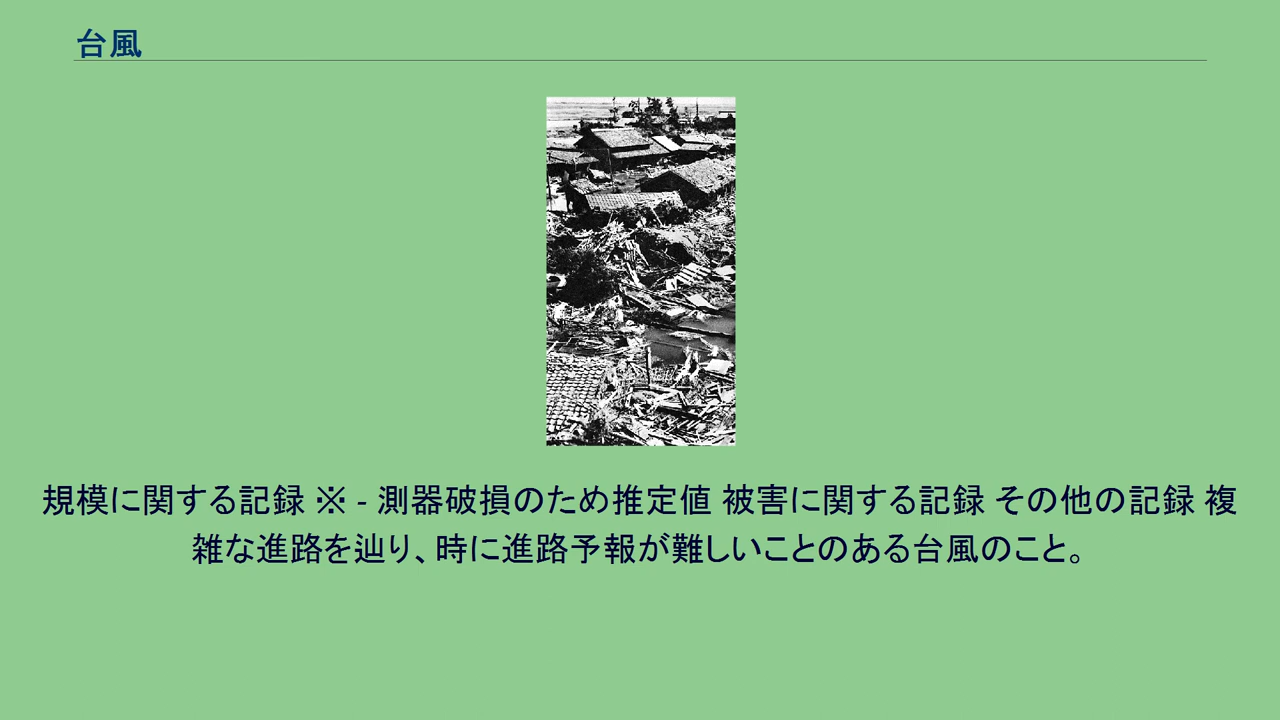 台風
規模に関する記録 ※ - 測器破損のため推定値 被害に関する記録 その他の記録 複
雑な進路を辿り、時に進路予報が難しいことのある台風のこと。